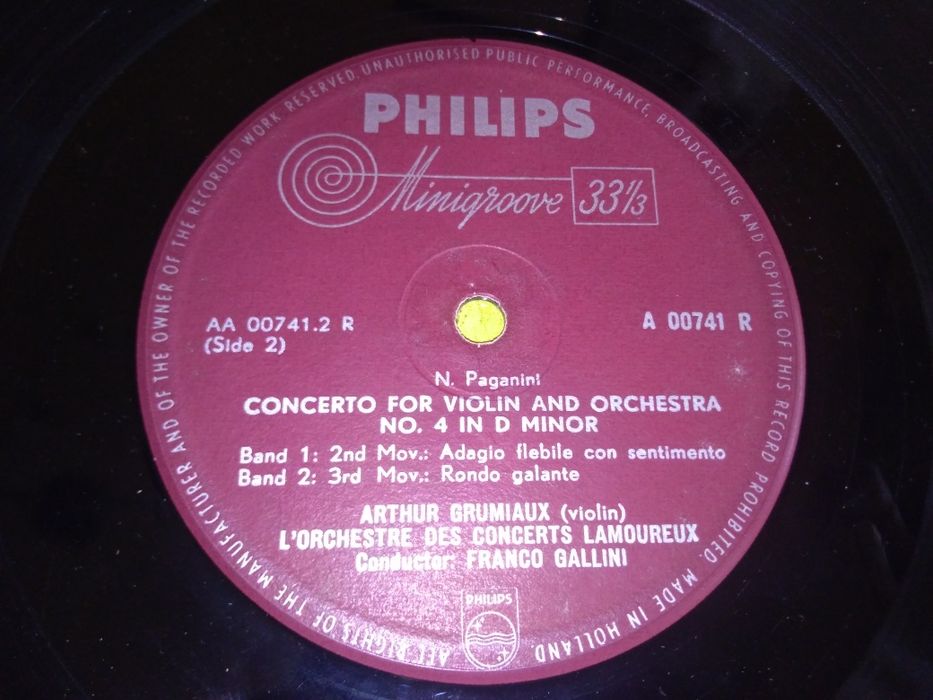 ALL RIGHTS OF THE MANUFACTURER AND OF THE OWNER OF THE RECORDED WORK RESERVED. UNAUTHORISED PUBLIC PERFORMANCE, BROADCASTING AND COPYING OF THIS RECORD PROHIBITED. MADE IN HOLLAND
PHILIPS
Minigroove 33⅓
AA 00741.2 R
(Side 2)
A 00741 R
N. Paganini
CONCERTO FOR VIOLIN AND ORCHESTRA
NO. 4 IN D MINOR
Band 1: 2nd Mov.: Adagio flebile con sentimento
Band 2: 3rd Mov.: Rondo galante
ARTHUR GRUMIAUX (violin)
L'ORCHESTRE DES CONCERTS LAMOUREUX
Conductor: FRANCO GALLINI
PHILIPS